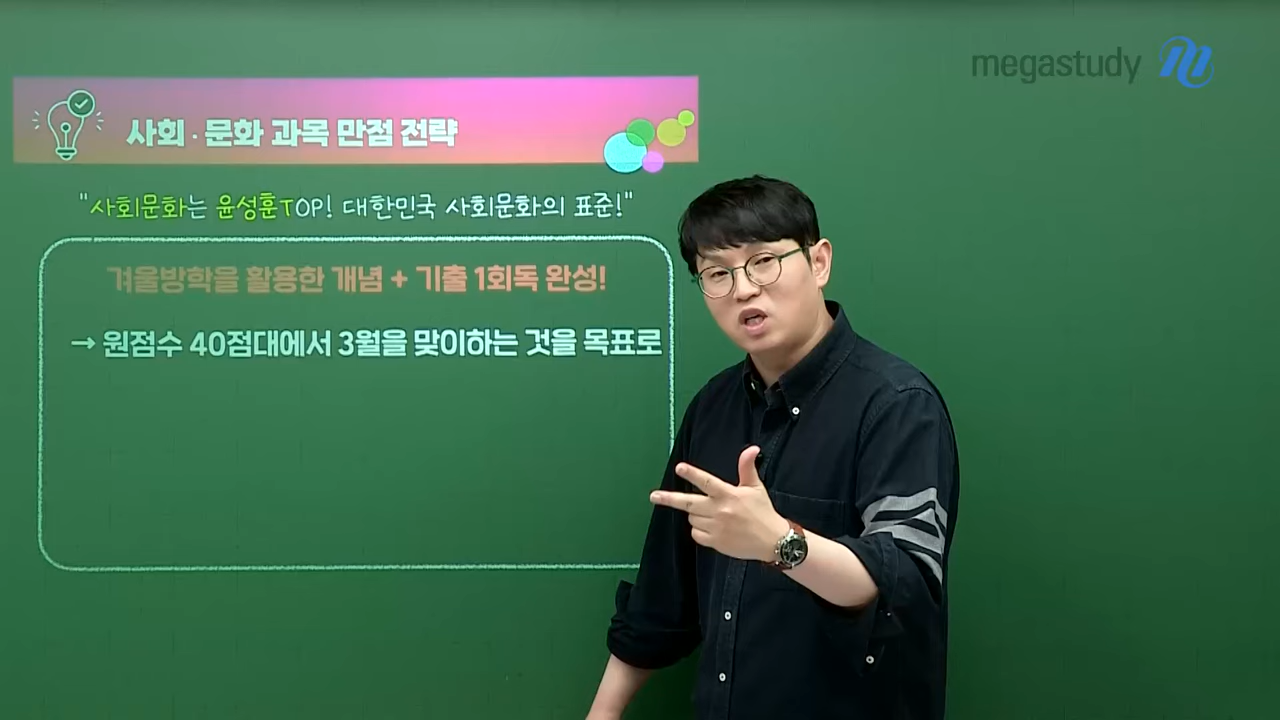 megastudy
사회·문화 과목 만점 전략
"사회문화는 윤성훈TOP! 대한민국 사회문화의 표준!"
겨울방학을 활용한 개념 + 기출 1회독 완성!
→ 원점수 40점대에서 3월을 맞이하는 것을 목표로